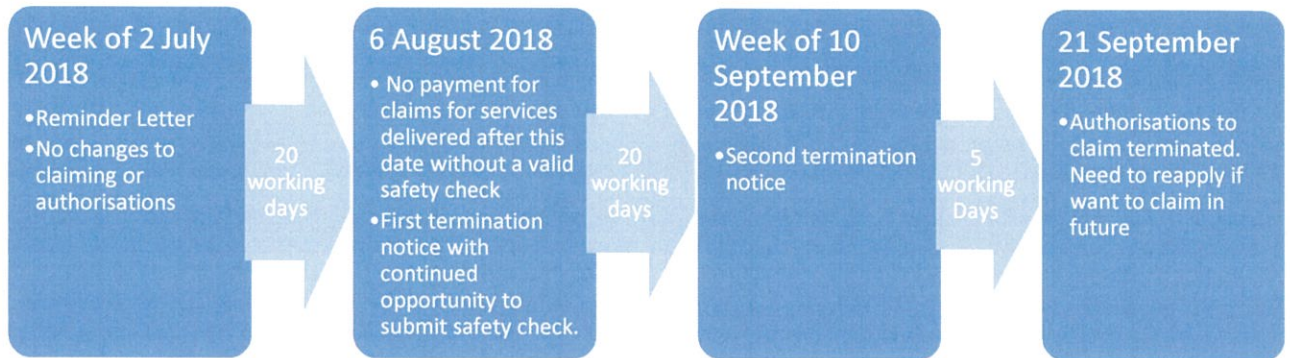 Week of 2 July
2018
•Reminder Letter
•No changes to
claiming or
authorisations
20
working
days
6 August 2018
• No payment for
claims for services
delivered after this
date without a valid
safety check
•First termination
notice with
continued
opportunity to
submit safety check.
20
working
days
Week of 10
September
2018
•Second termination
notice
5
working
Days
21 September
2018
•Authorisations to
claim terminated.
Need to reapply if
want to claim in
future